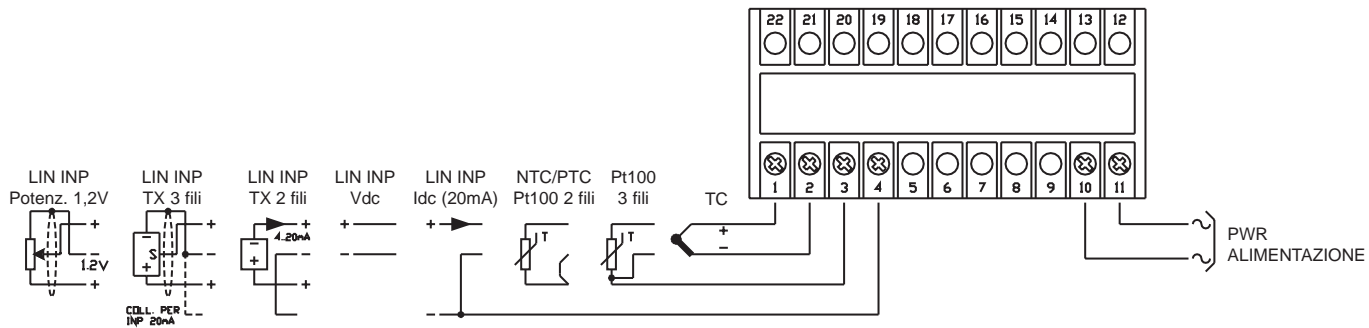 22 21 20 19 18 17 16 15 14 13 12
1 2 3 4 5 6 7 8 9 10 11
LIN INP
Potenz. 1,2V
LIN INP
TX 3 fili
LIN INP
TX 2 fili
LIN INP
Vdc
LIN INP
Idc (20mA)
NTC/PTC
Pt100 2 fili
Pt100
3 fili
TC
+
1.2V
+
−
S
+
+
−
+
COLL. PER
INP 20mA
−
−
+
+
4..20mA
−
+
−
+
−
+
−
−
T
T
+
−
~
~
PWR
ALIMENTAZIONE